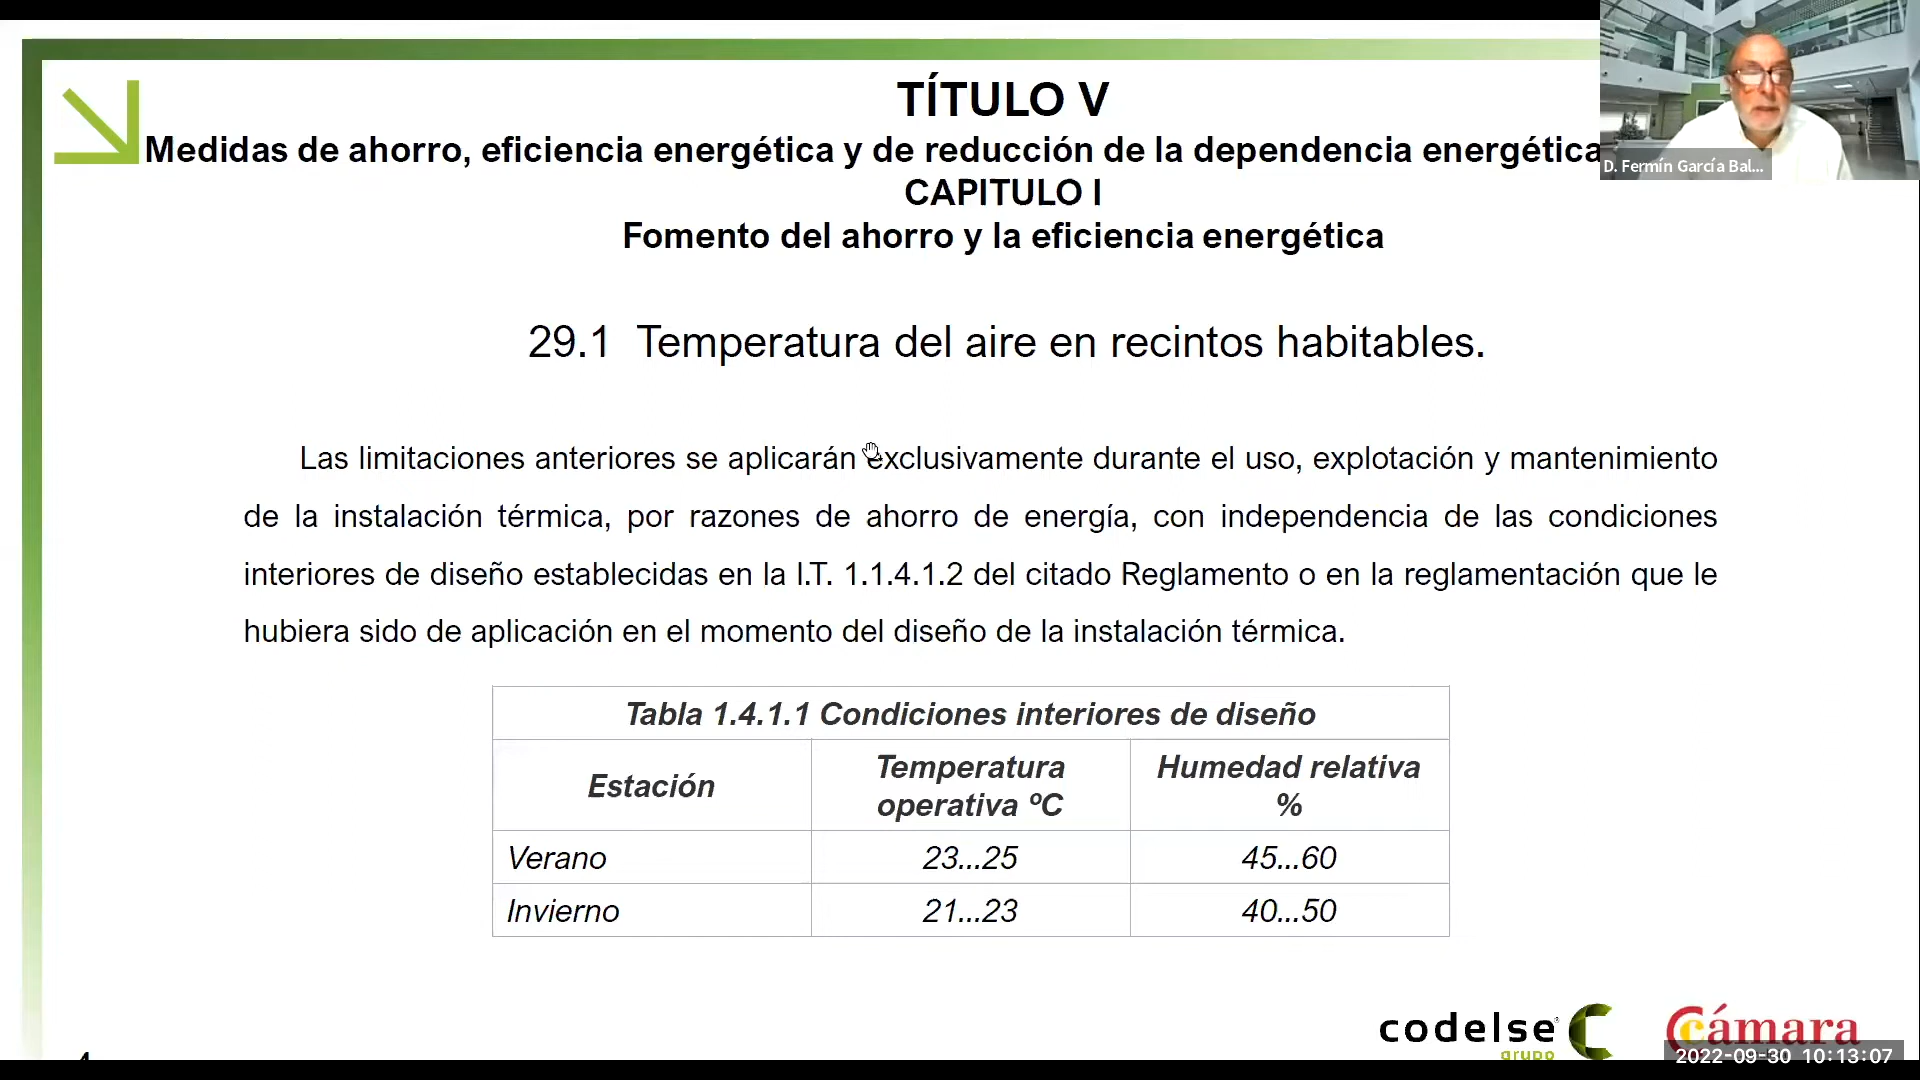 TÍTULO V
Medidas de ahorro, eficiencia energética y de reducción de la dependencia energética
CAPITULO I
Fomento del ahorro y la eficiencia energética
D. Fermín García Bal...
29.1 Temperatura del aire en recintos habitables.
Las limitaciones anteriores se aplicarán exclusivamente durante el uso, explotación y mantenimiento
de la instalación térmica, por razones de ahorro de energía, con independencia de las condiciones
interiores de diseño establecidas en la I.T. 1.1.4.1.2 del citado Reglamento o en la reglamentación que le
hubiera sido de aplicación en el momento del diseño de la instalación térmica.
Tabla 1.4.1.1 Condiciones interiores de diseño
Estación
Temperatura
operativa ºC
Humedad relativa
%
Verano 23...25 45...60
Invierno 21...23 40...50
codelse
grupo
Cámara
2022-09-30 10:13:07